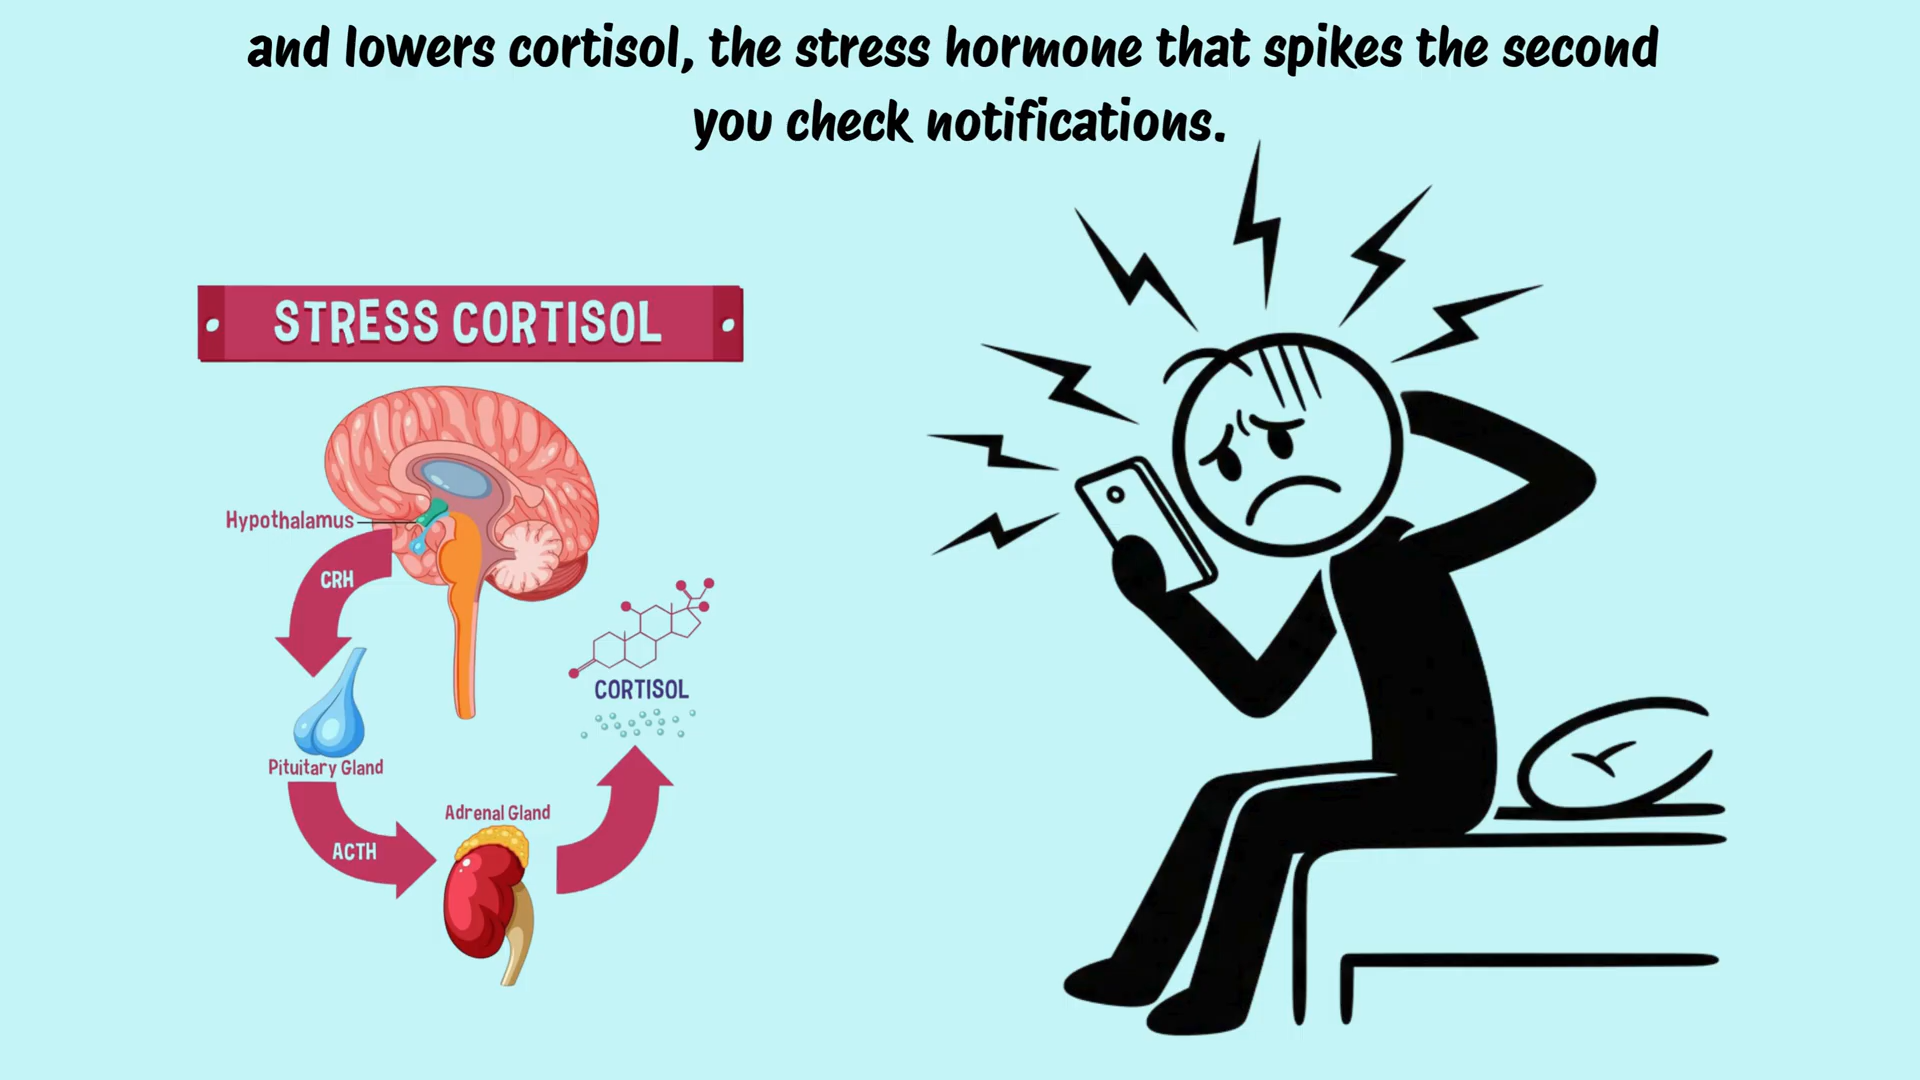 and lowers cortisol, the stress hormone that spikes the second
you check notifications.
STRESS CORTISOL
Hypothalamus
CRH
CORTISOL
Pituitary Gland
Adrenal Gland
ACTH